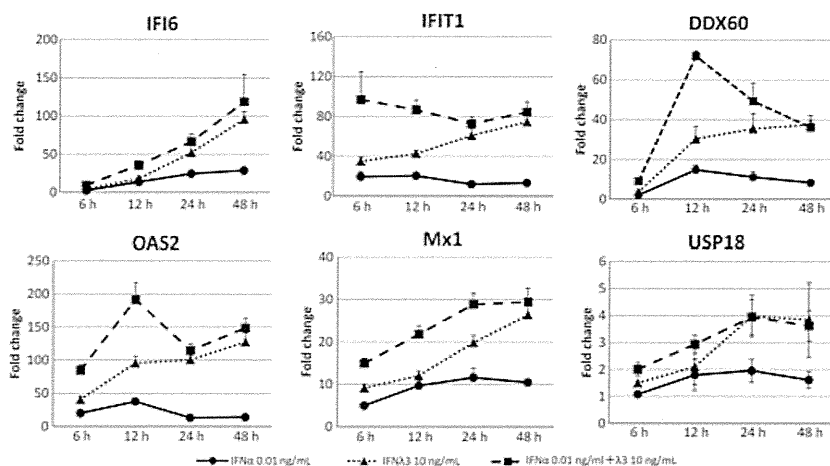 IFI6
IFIT1
DDX60
Fold change
200
150
100
50
0
6 h
12 h
24 h
48 h
Fold change
160
120
80
40
0
6 h
12 h
24 h
48 h
Fold change
80
60
40
20
0
6 h
12 h
24 h
48 h
OAS2
Mx1
USP18
Fold change
250
200
150
100
50
0
6 h
12 h
24 h
48 h
Fold change
40
30
20
10
0
6 h
12 h
24 h
48 h
Fold change
6
5
4
3
2
1
6 h
12 h
24 h
48 h
IFNα 0.01 ng/mL
IFNλ3 10 ng/mL
IFNα 0.01 ng/ml+λ3 10 ng/mL